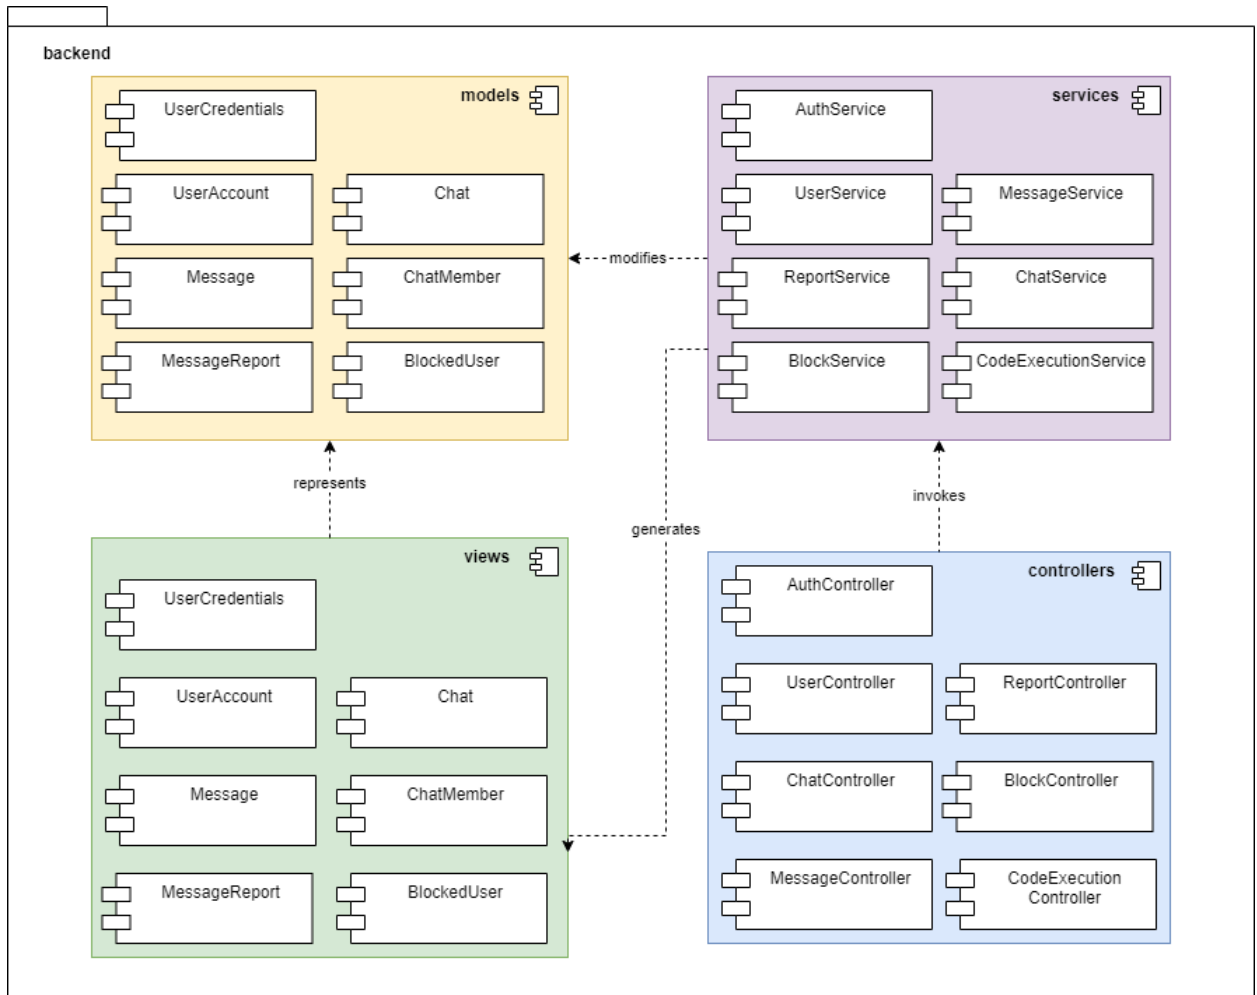 backend
models
UserCredentials
UserAccount
Chat
Message
ChatMember
MessageReport
BlockedUser
services
AuthService
UserService
MessageService
ReportService
ChatService
BlockService
CodeExecutionService
modifies
represents
generates
invokes
views
UserCredentials
UserAccount
Chat
Message
ChatMember
MessageReport
BlockedUser
controllers
AuthController
UserController
ReportController
ChatController
BlockController
MessageController
CodeExecution
Controller